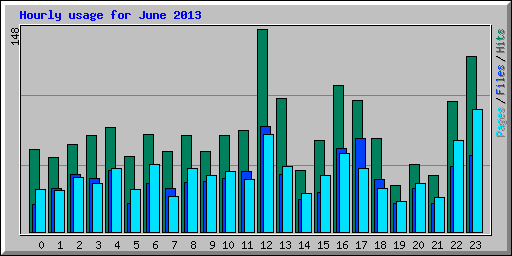 Hourly usage for June 2013
148
Pages/Files/Hits
0 1 2 3 4 5 6 7 8 9 10 11 12 13 14 15 16 17 18 19 20 21 22 23